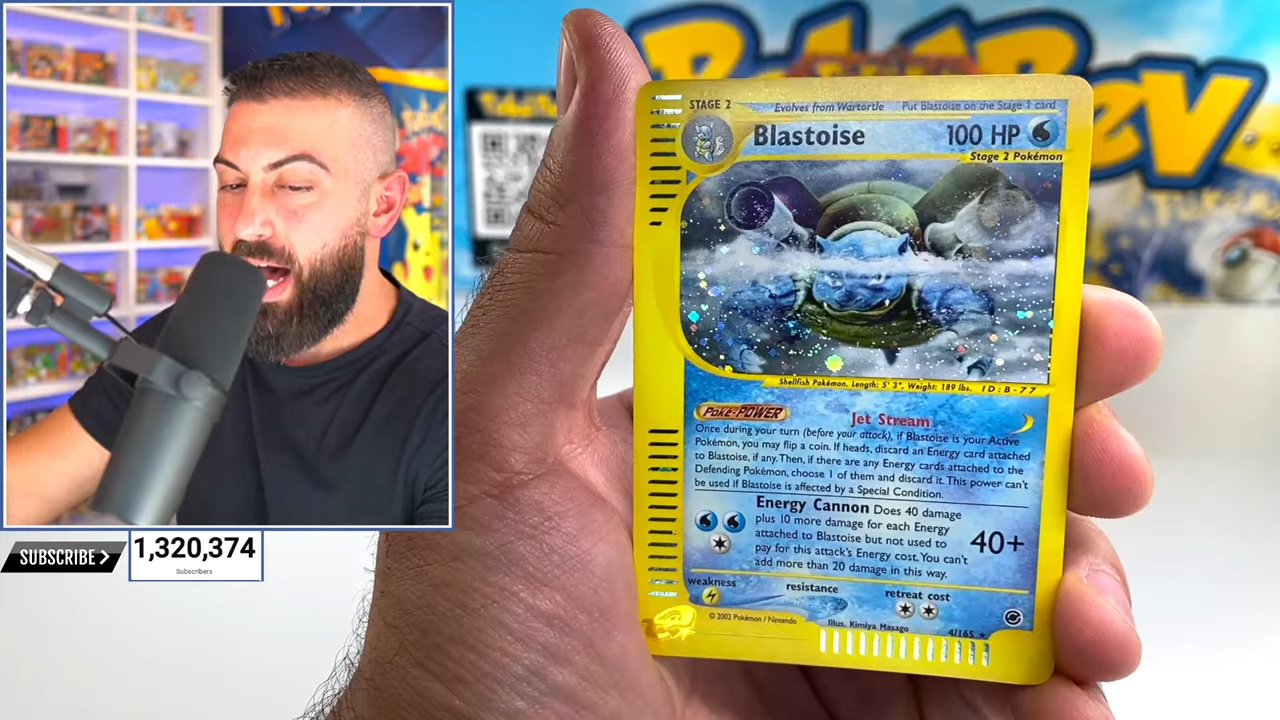 STAGE 2 Evolves from Wartortle Put Blastoise on the Stage 1 card
Blastoise 100 HP
Stage 2 Pokémon
Shellfish Pokémon. Length: 5' 3", Weight: 189 lbs. ID:B-77
Poké-POWER Jet Stream
Once during your turn (before your attack), if Blastoise is your Active
Pokémon, you may flip a coin. If heads, discard an Energy card attached
to Blastoise, if any. Then, if there are any Energy cards attached to the
Defending Pokémon, choose 1 of them and discard it. This power can't
be used if Blastoise is affected by a Special Condition.
Energy Cannon Does 40 damage
plus 10 more damage for each Energy
attached to Blastoise but not used to
pay for this attack's Energy cost. You can't
add more than 20 damage in this way.
40+
weakness resistance retreat cost
© 2002 Pokémon / Nintendo Illus. Kimiya Masago 4/165 ★
SUBSCRIBE
1,320,374
Subscribers